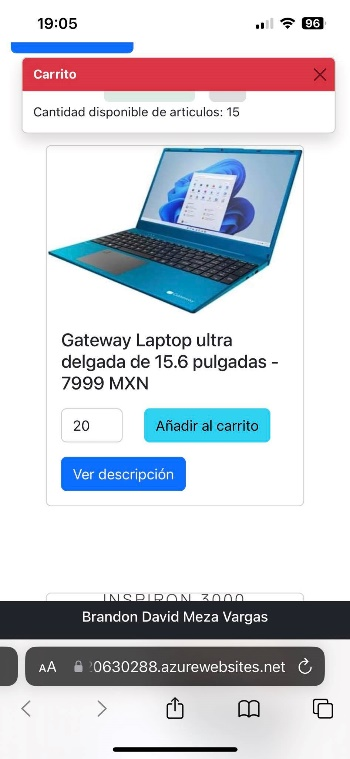 19:05
96
Carrito
Cantidad disponible de articulos: 15
Gateway Laptop ultra
delgada de 15.6 pulgadas -
7999 MXN
20
Añadir al carrito
Ver descripción
INSPIRON 3000
Brandon David Meza Vargas
AA
0630288.azurewebsites.net